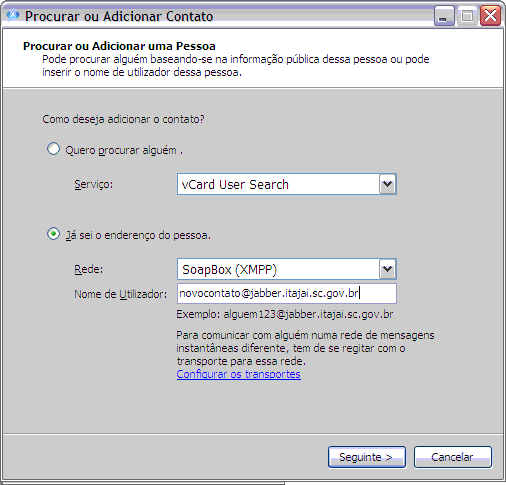 Procurar ou Adicionar Contato
Procurar ou Adicionar uma Pessoa
Pode procurar alguém baseando-se na informação pública dessa pessoa ou pode
inserir o nome de utilizador dessa pessoa.
Como deseja adicionar o contato?
Quero procurar alguém .
Serviço: vCard User Search
Já sei o enderenço do pessoa.
Rede: SoapBox (XMPP)
Nome de Utilizador: novocontato@jabber.itajai.sc.gov.br
Exemplo: alguem123@jabber.itajai.sc.gov.br
Para comunicar com alguém numa rede de mensagens
instantâneas diferente, tem de se regitar com o
transporte para essa rede.
Configurar os transportes
Seguinte > Cancelar